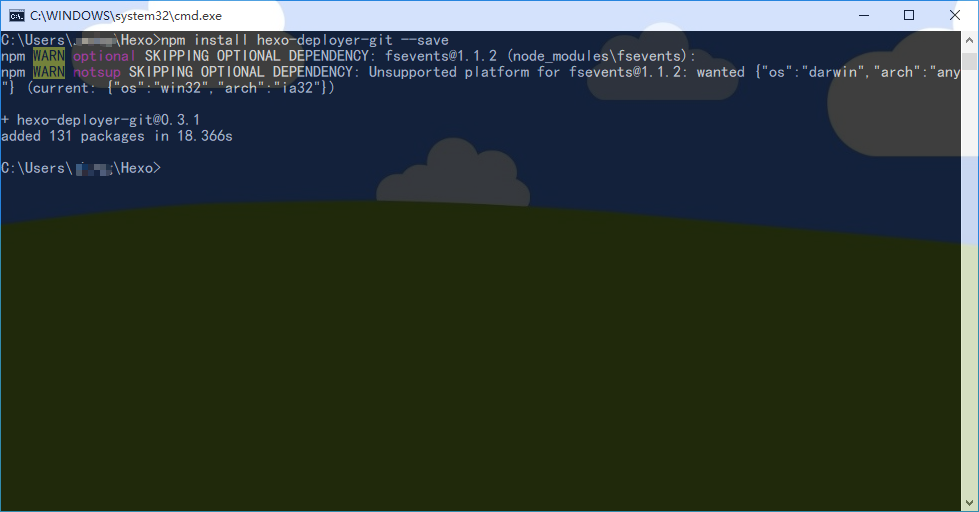 C:\WINDOWS\system32\cmd.exe
C:\Users\ \Hexo>npm install hexo-deployer-git --save
npm WARN optional SKIPPING OPTIONAL DEPENDENCY: fsevents@1.1.2 (node_modules\fsevents):
npm WARN notsup SKIPPING OPTIONAL DEPENDENCY: Unsupported platform for fsevents@1.1.2: wanted {"os":"darwin","arch":"any
"} (current: {"os":"win32","arch":"ia32"})
+ hexo-deployer-git@0.3.1
added 131 packages in 18.366s
C:\Users\ \Hexo>